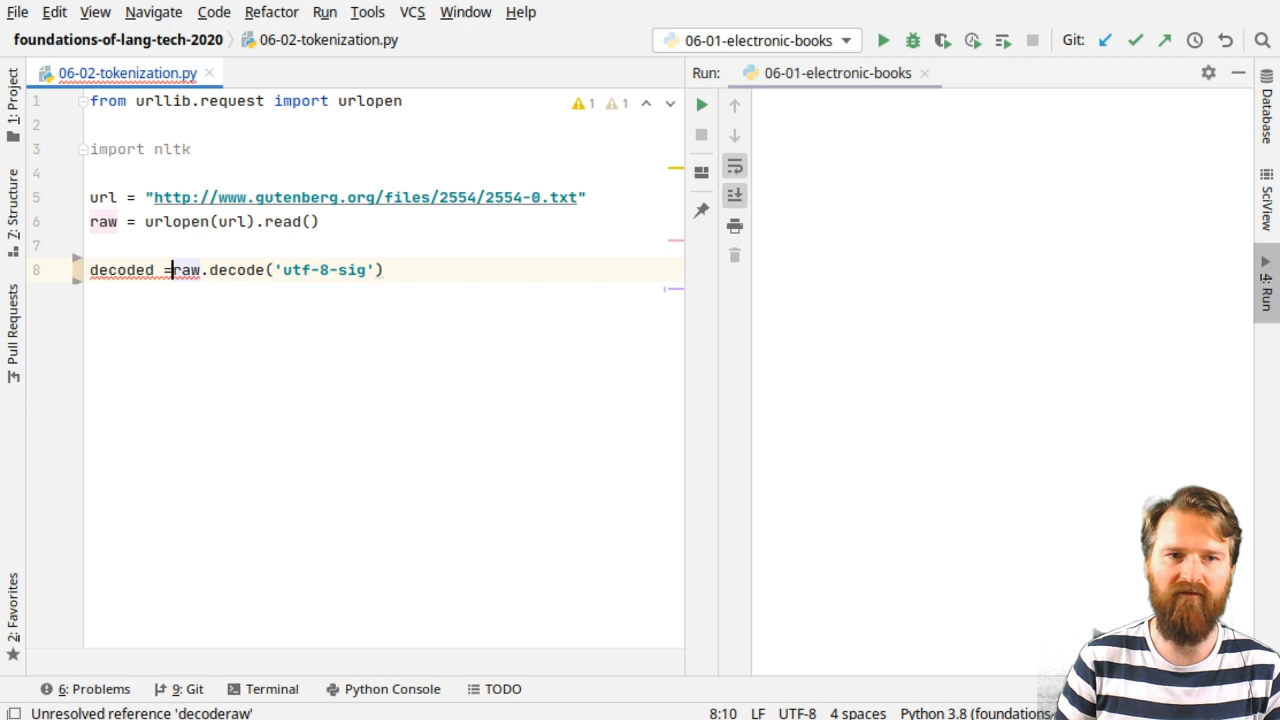 File Edit View Navigate Code Refactor Run Tools VCS Window Help
foundations-of-lang-tech-2020 06-02-tokenization.py 06-01-electronic-books Git:
06-02-tokenization.py Run: 06-01-electronic-books
1 from urllib.request import urlopen 1 1
2
3 import nltk
4
5 url = "http://www.gutenberg.org/files/2554/2554-0.txt"
6 raw = urlopen(url).read()
7
8 decoded =raw.decode('utf-8-sig')
1: Project
7: Structure
Pull Requests
2: Favorites
Database
SciView
4: Run
6: Problems 9: Git Terminal Python Console TODO
Unresolved reference 'decoderaw' 8:10 LF UTF-8 4 spaces Python 3.8 (foundations